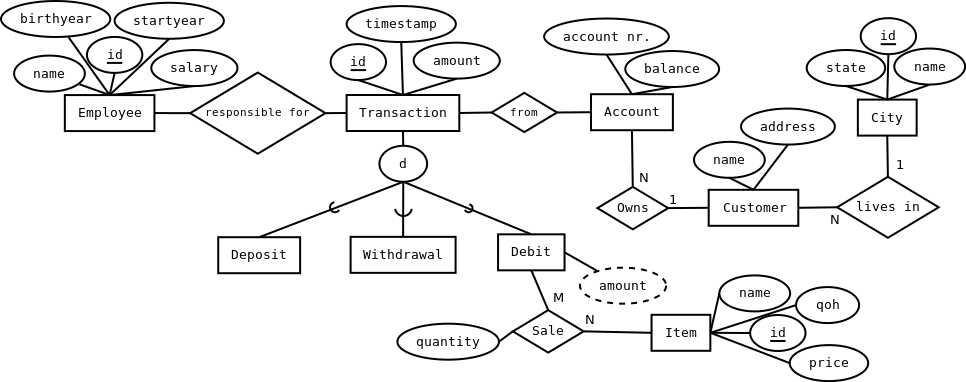 birthyear
startyear
id
name
salary
Employee
responsible for
timestamp
id
amount
Transaction
from
account nr.
balance
Account
state
id
name
City
name
address
N
Owns
1
Customer
N
lives in
1
d
Deposit
Withdrawal
Debit
amount
M
quantity
Sale
N
Item
name
qoh
id
price